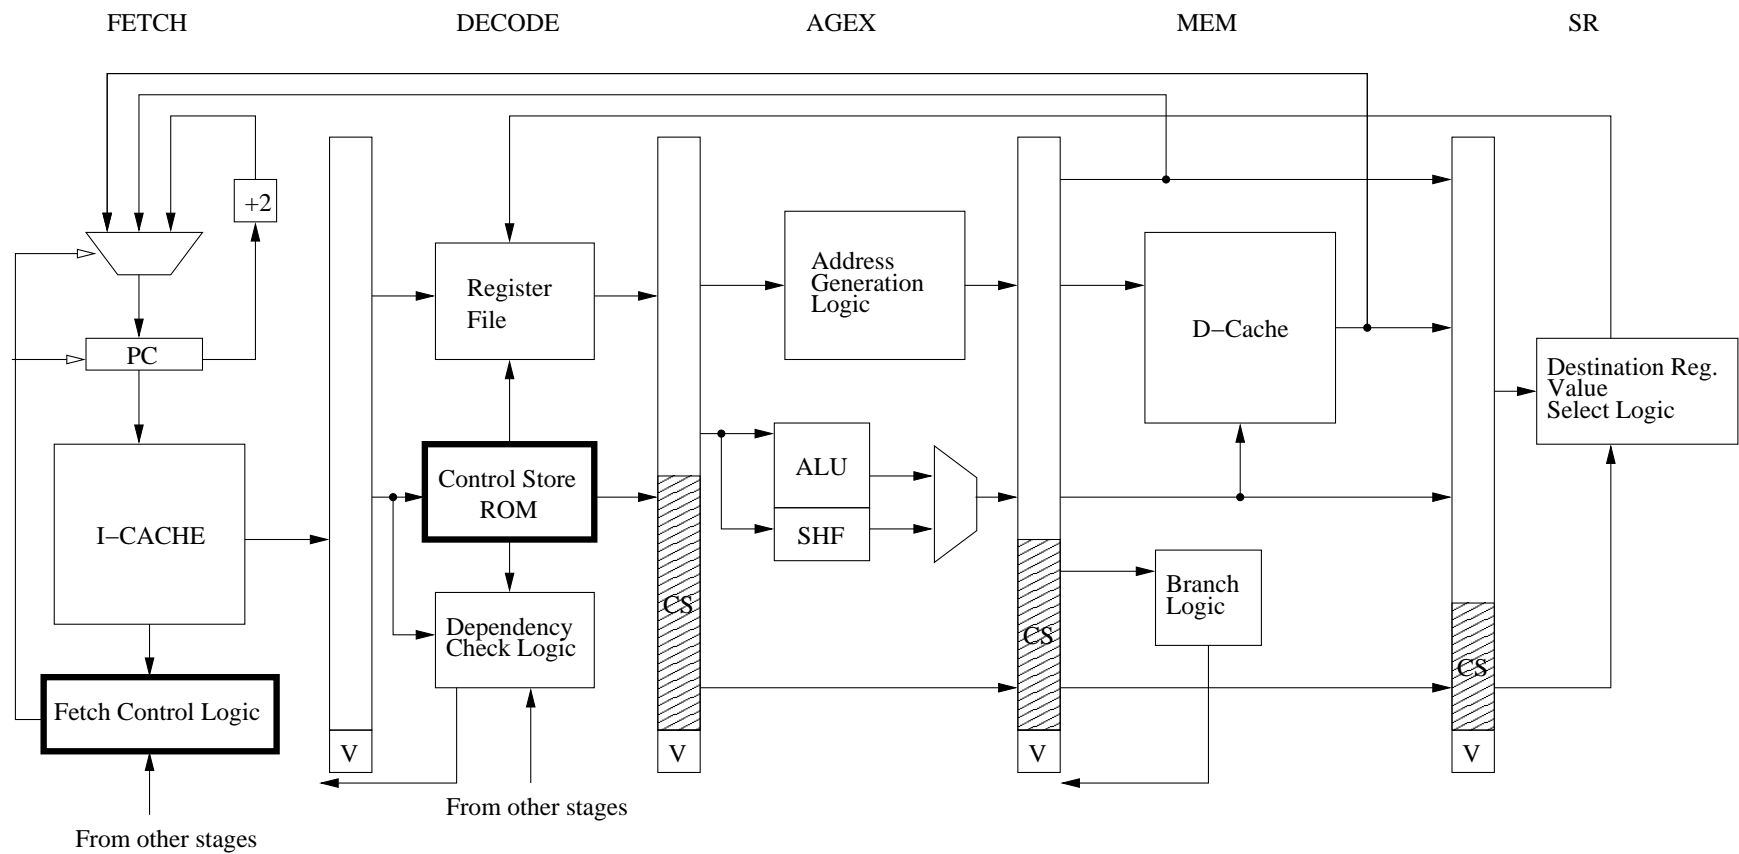 FETCH
DECODE
AGEX
MEM
SR
+2
PC
I−CACHE
Fetch Control Logic
From other stages
V
Register
File
Control Store
ROM
Dependency
Check Logic
From other stages
CS
V
Address
Generation
Logic
ALU
SHF
CS
V
D−Cache
Branch
Logic
CS
V
Destination Reg.
Value
Select Logic